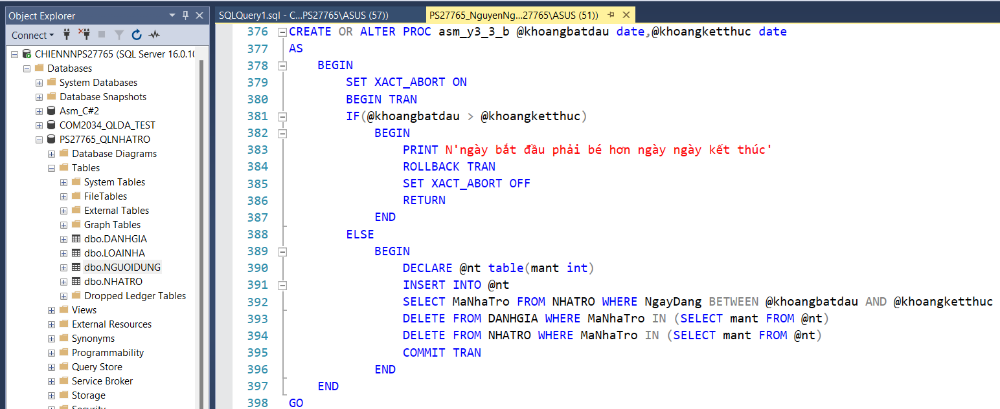 Object Explorer
Connect
CHIENNNPS27765 (SQL Server 16.0.10
Databases
System Databases
Database Snapshots
Asm_C#2
COM2034_QLDA_TEST
PS27765_QLNHATRO
Database Diagrams
Tables
System Tables
FileTables
External Tables
Graph Tables
dbo.DANHGIA
dbo.LOAINHA
dbo.NGUOIDUNG
dbo.NHATRO
Dropped Ledger Tables
Views
External Resources
Synonyms
Programmability
Query Store
Service Broker
Storage
Security
SQLQuery1.sql - C...PS27765\ASUS (57))
PS27765_NguyenNg...27765\ASUS (51))
376 CREATE OR ALTER PROC asm_y3_3_b @khoangbatdau date,@khoangketthuc date
377 AS
378 BEGIN
379 SET XACT_ABORT ON
380 BEGIN TRAN
381 IF(@khoangbatdau > @khoangketthuc)
382 BEGIN
383 PRINT N'ngày bắt đầu phải bé hơn ngày ngày kết thúc'
384 ROLLBACK TRAN
385 SET XACT_ABORT OFF
386 RETURN
387 END
388 ELSE
389 BEGIN
390 DECLARE @nt table(mant int)
391 INSERT INTO @nt
392 SELECT MaNhaTro FROM NHATRO WHERE NgayDang BETWEEN @khoangbatdau AND @khoangketthuc
393 DELETE FROM DANHGIA WHERE MaNhaTro IN (SELECT mant FROM @nt)
394 DELETE FROM NHATRO WHERE MaNhaTro IN (SELECT mant FROM @nt)
395 COMMIT TRAN
396 END
397 END
398 GO